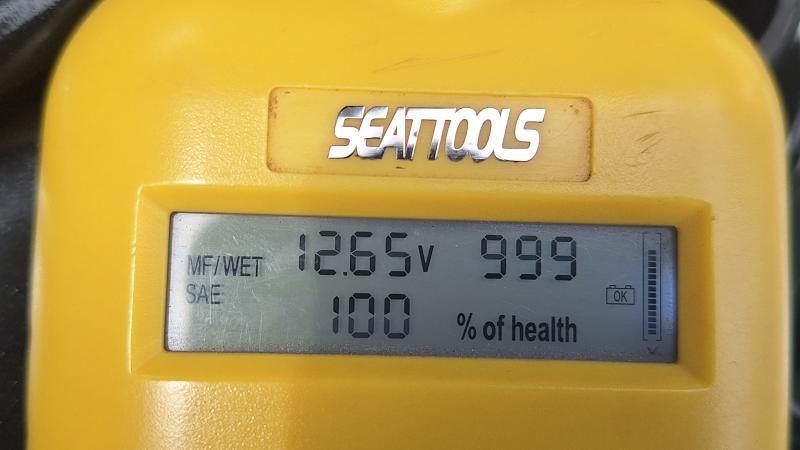 SEATTOOLS
MF/WET 12.65V 999
SAE 100 % of health
OK